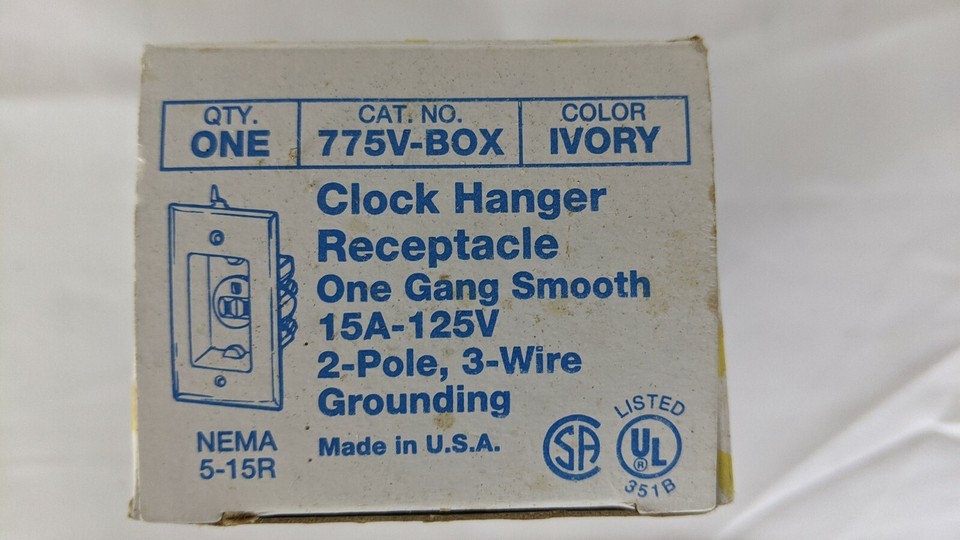 QTY. CAT. NO. COLOR
ONE 775V-BOX IVORY
Clock Hanger
Receptacle
One Gang Smooth
15A-125V
2-Pole, 3-Wire
Grounding
NEMA
5-15R
Made in U.S.A.
SA
LISTED
UL
®
351B